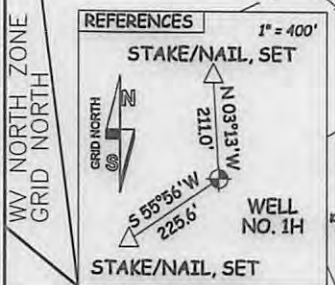 REFERENCES
1" = 400'
STAKE/NAIL, SET
WV NORTH ZONE
GRID NORTH
GRID NORTH
N
S
N 03°13' W
211.0'
S 55°56' W
225.6'
WELL
NO. 1H
STAKE/NAIL, SET